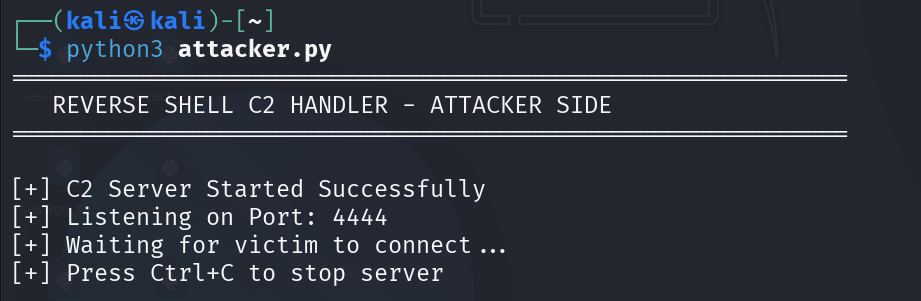 (kali㉿kali)-[~]
$ python3 attacker.py
REVERSE SHELL C2 HANDLER - ATTACKER SIDE
[+] C2 Server Started Successfully
[+] Listening on Port: 4444
[+] Waiting for victim to connect...
[+] Press Ctrl+C to stop server